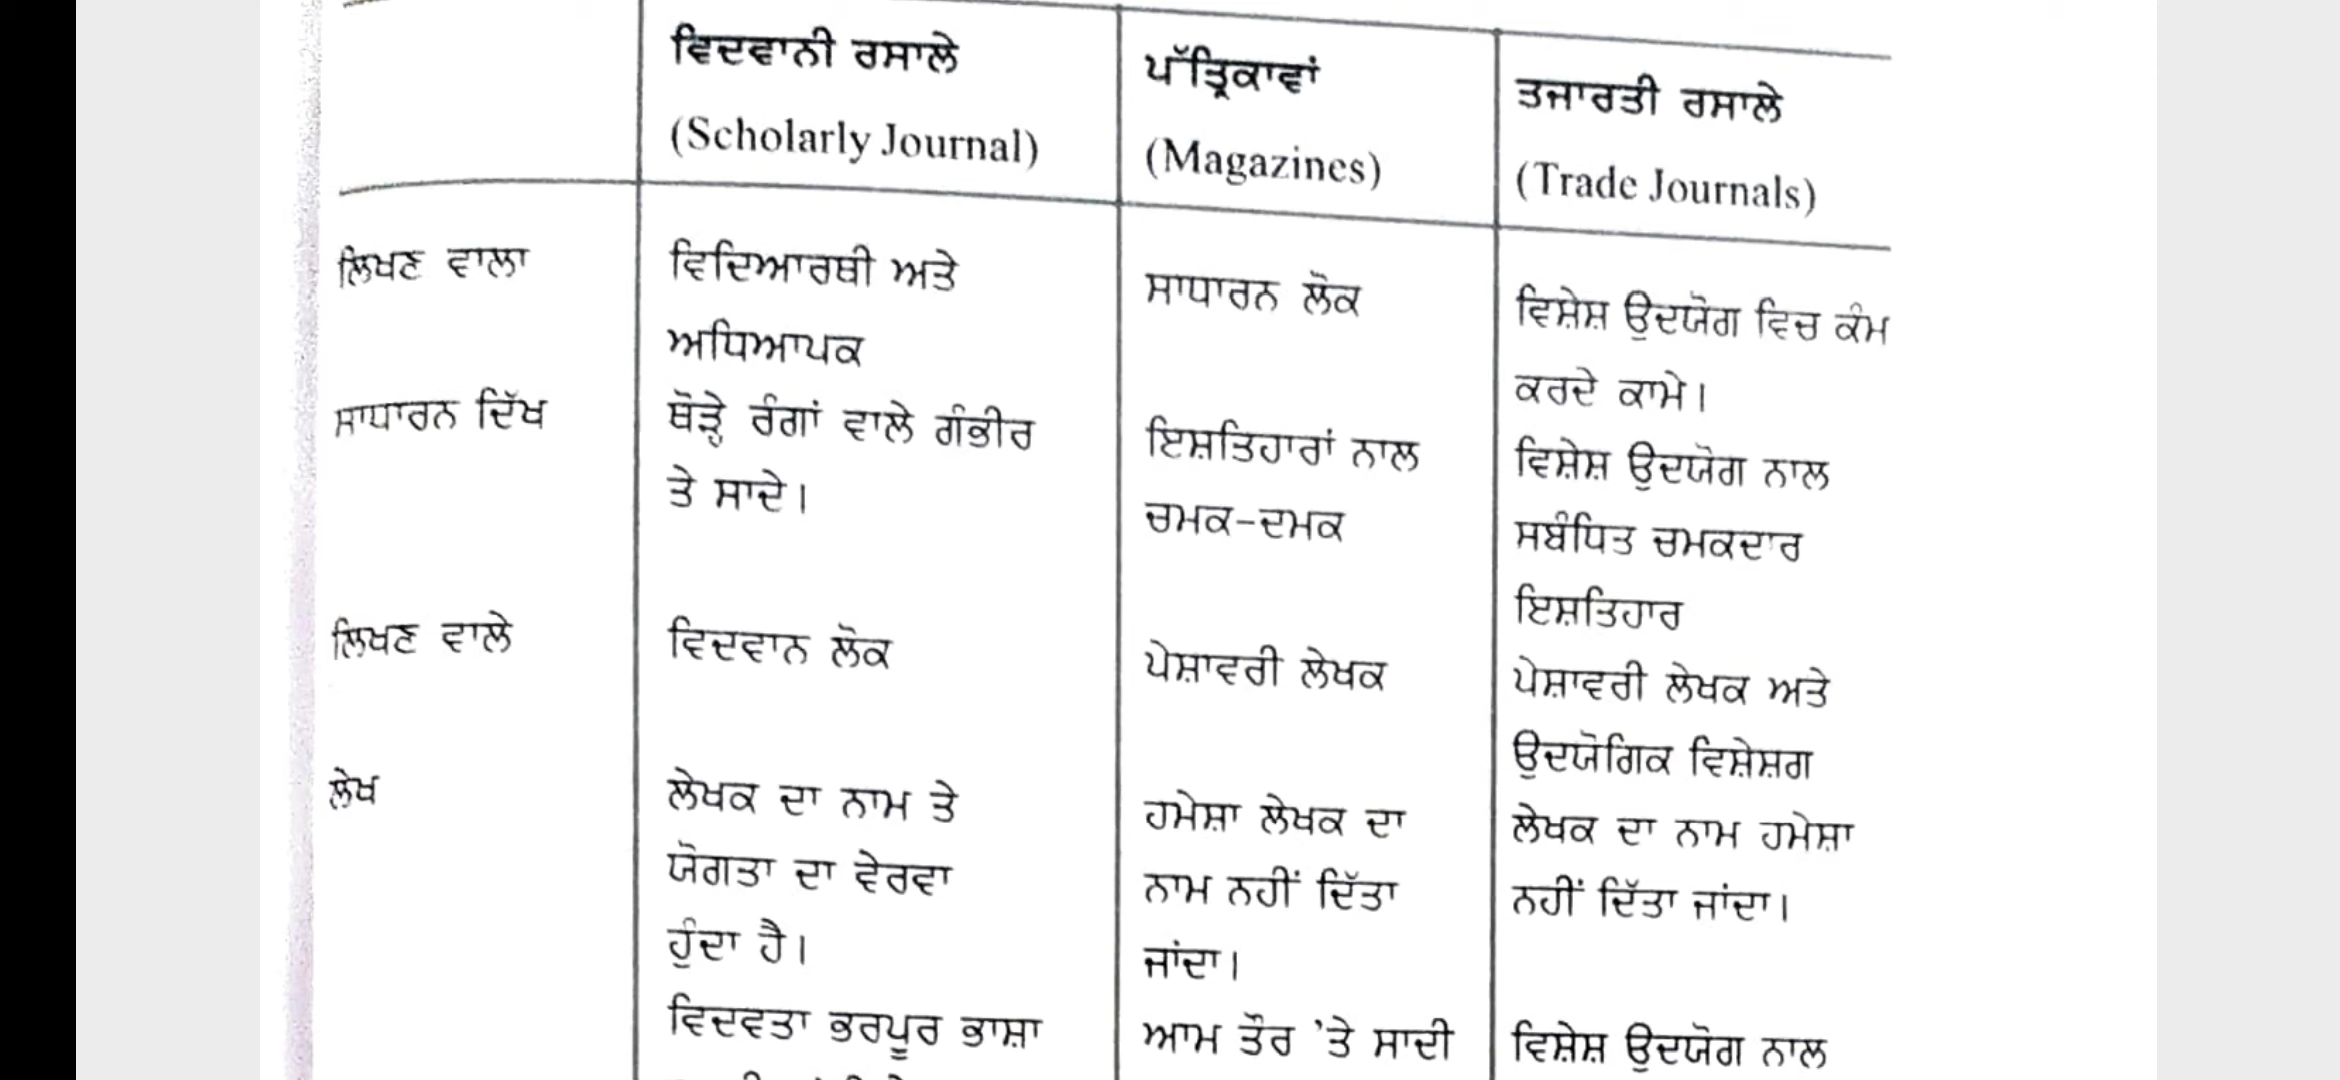 ਵਿਦਵਾਨੀ ਰਸਾਲੇ
(Scholarly Journal)
ਪੱਤ੍ਰਿਕਾਵਾਂ
(Magazines)
ਤਜਾਰਤੀ ਰਸਾਲੇ
(Trade Journals)
ਲਿਖਣ ਵਾਲਾ
ਵਿਦਿਆਰਥੀ ਅਤੇ
ਅਧਿਆਪਕ
ਸਾਧਾਰਨ ਲੋਕ
ਵਿਸ਼ੇਸ਼ ਉਦਯੋਗ ਵਿਚ ਕੰਮ
ਕਰਦੇ ਕਾਮੇ।
ਸਾਧਾਰਨ ਦਿੱਖ
ਥੋੜ੍ਹੇ ਰੰਗਾਂ ਵਾਲੇ ਗੰਭੀਰ
ਤੇ ਸਾਦੇ।
ਇਸ਼ਤਿਹਾਰਾਂ ਨਾਲ
ਚਮਕ-ਦਮਕ
ਵਿਸ਼ੇਸ਼ ਉਦਯੋਗ ਨਾਲ
ਸਬੰਧਿਤ ਚਮਕਦਾਰ
ਇਸ਼ਤਿਹਾਰ
ਲਿਖਣ ਵਾਲੇ
ਵਿਦਵਾਨ ਲੋਕ
ਪੇਸ਼ਾਵਰੀ ਲੇਖਕ
ਪੇਸ਼ਾਵਰੀ ਲੇਖਕ ਅਤੇ
ਉਦਯੋਗਿਕ ਵਿਸ਼ੇਸ਼ਗ
ਲੇਖ
ਲੇਖਕ ਦਾ ਨਾਮ ਤੇ
ਯੋਗਤਾ ਦਾ ਵੇਰਵਾ
ਹੁੰਦਾ ਹੈ।
ਹਮੇਸ਼ਾ ਲੇਖਕ ਦਾ
ਨਾਮ ਨਹੀਂ ਦਿੱਤਾ
ਜਾਂਦਾ।
ਲੇਖਕ ਦਾ ਨਾਮ ਹਮੇਸ਼ਾ
ਨਹੀਂ ਦਿੱਤਾ ਜਾਂਦਾ।
ਵਿਦਵਤਾ ਭਰਪੂਰ ਭਾਸ਼ਾ
ਆਮ ਤੌਰ 'ਤੇ ਸਾਦੀ
ਵਿਸ਼ੇਸ਼ ਉਦਯੋਗ ਨਾਲ